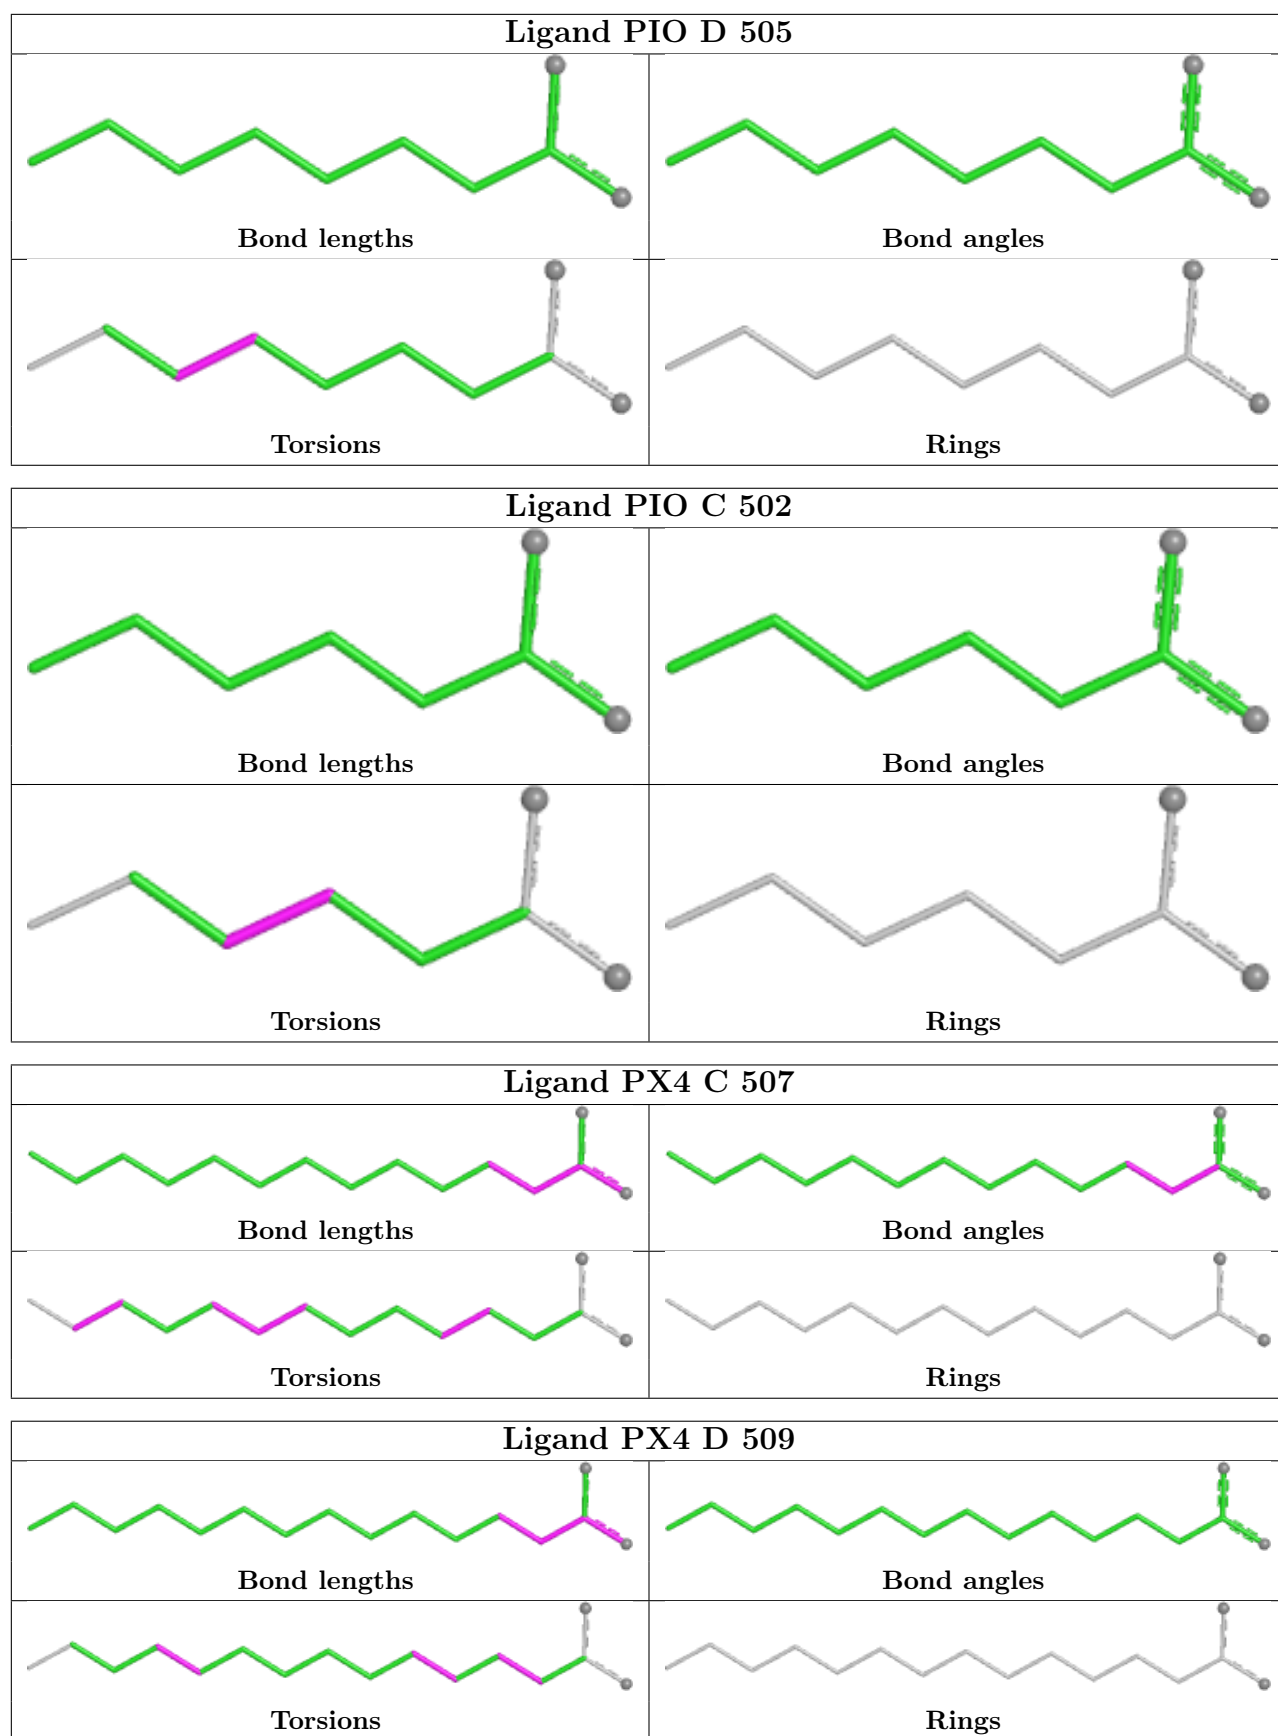 Ligand PIO D 505
Bond lengths Bond angles
Torsions Rings
Ligand PIO C 502
Bond lengths Bond angles
Torsions Rings
Ligand PX4 C 507
Bond lengths Bond angles
Torsions Rings
Ligand PX4 D 509
Bond lengths Bond angles
Torsions Rings